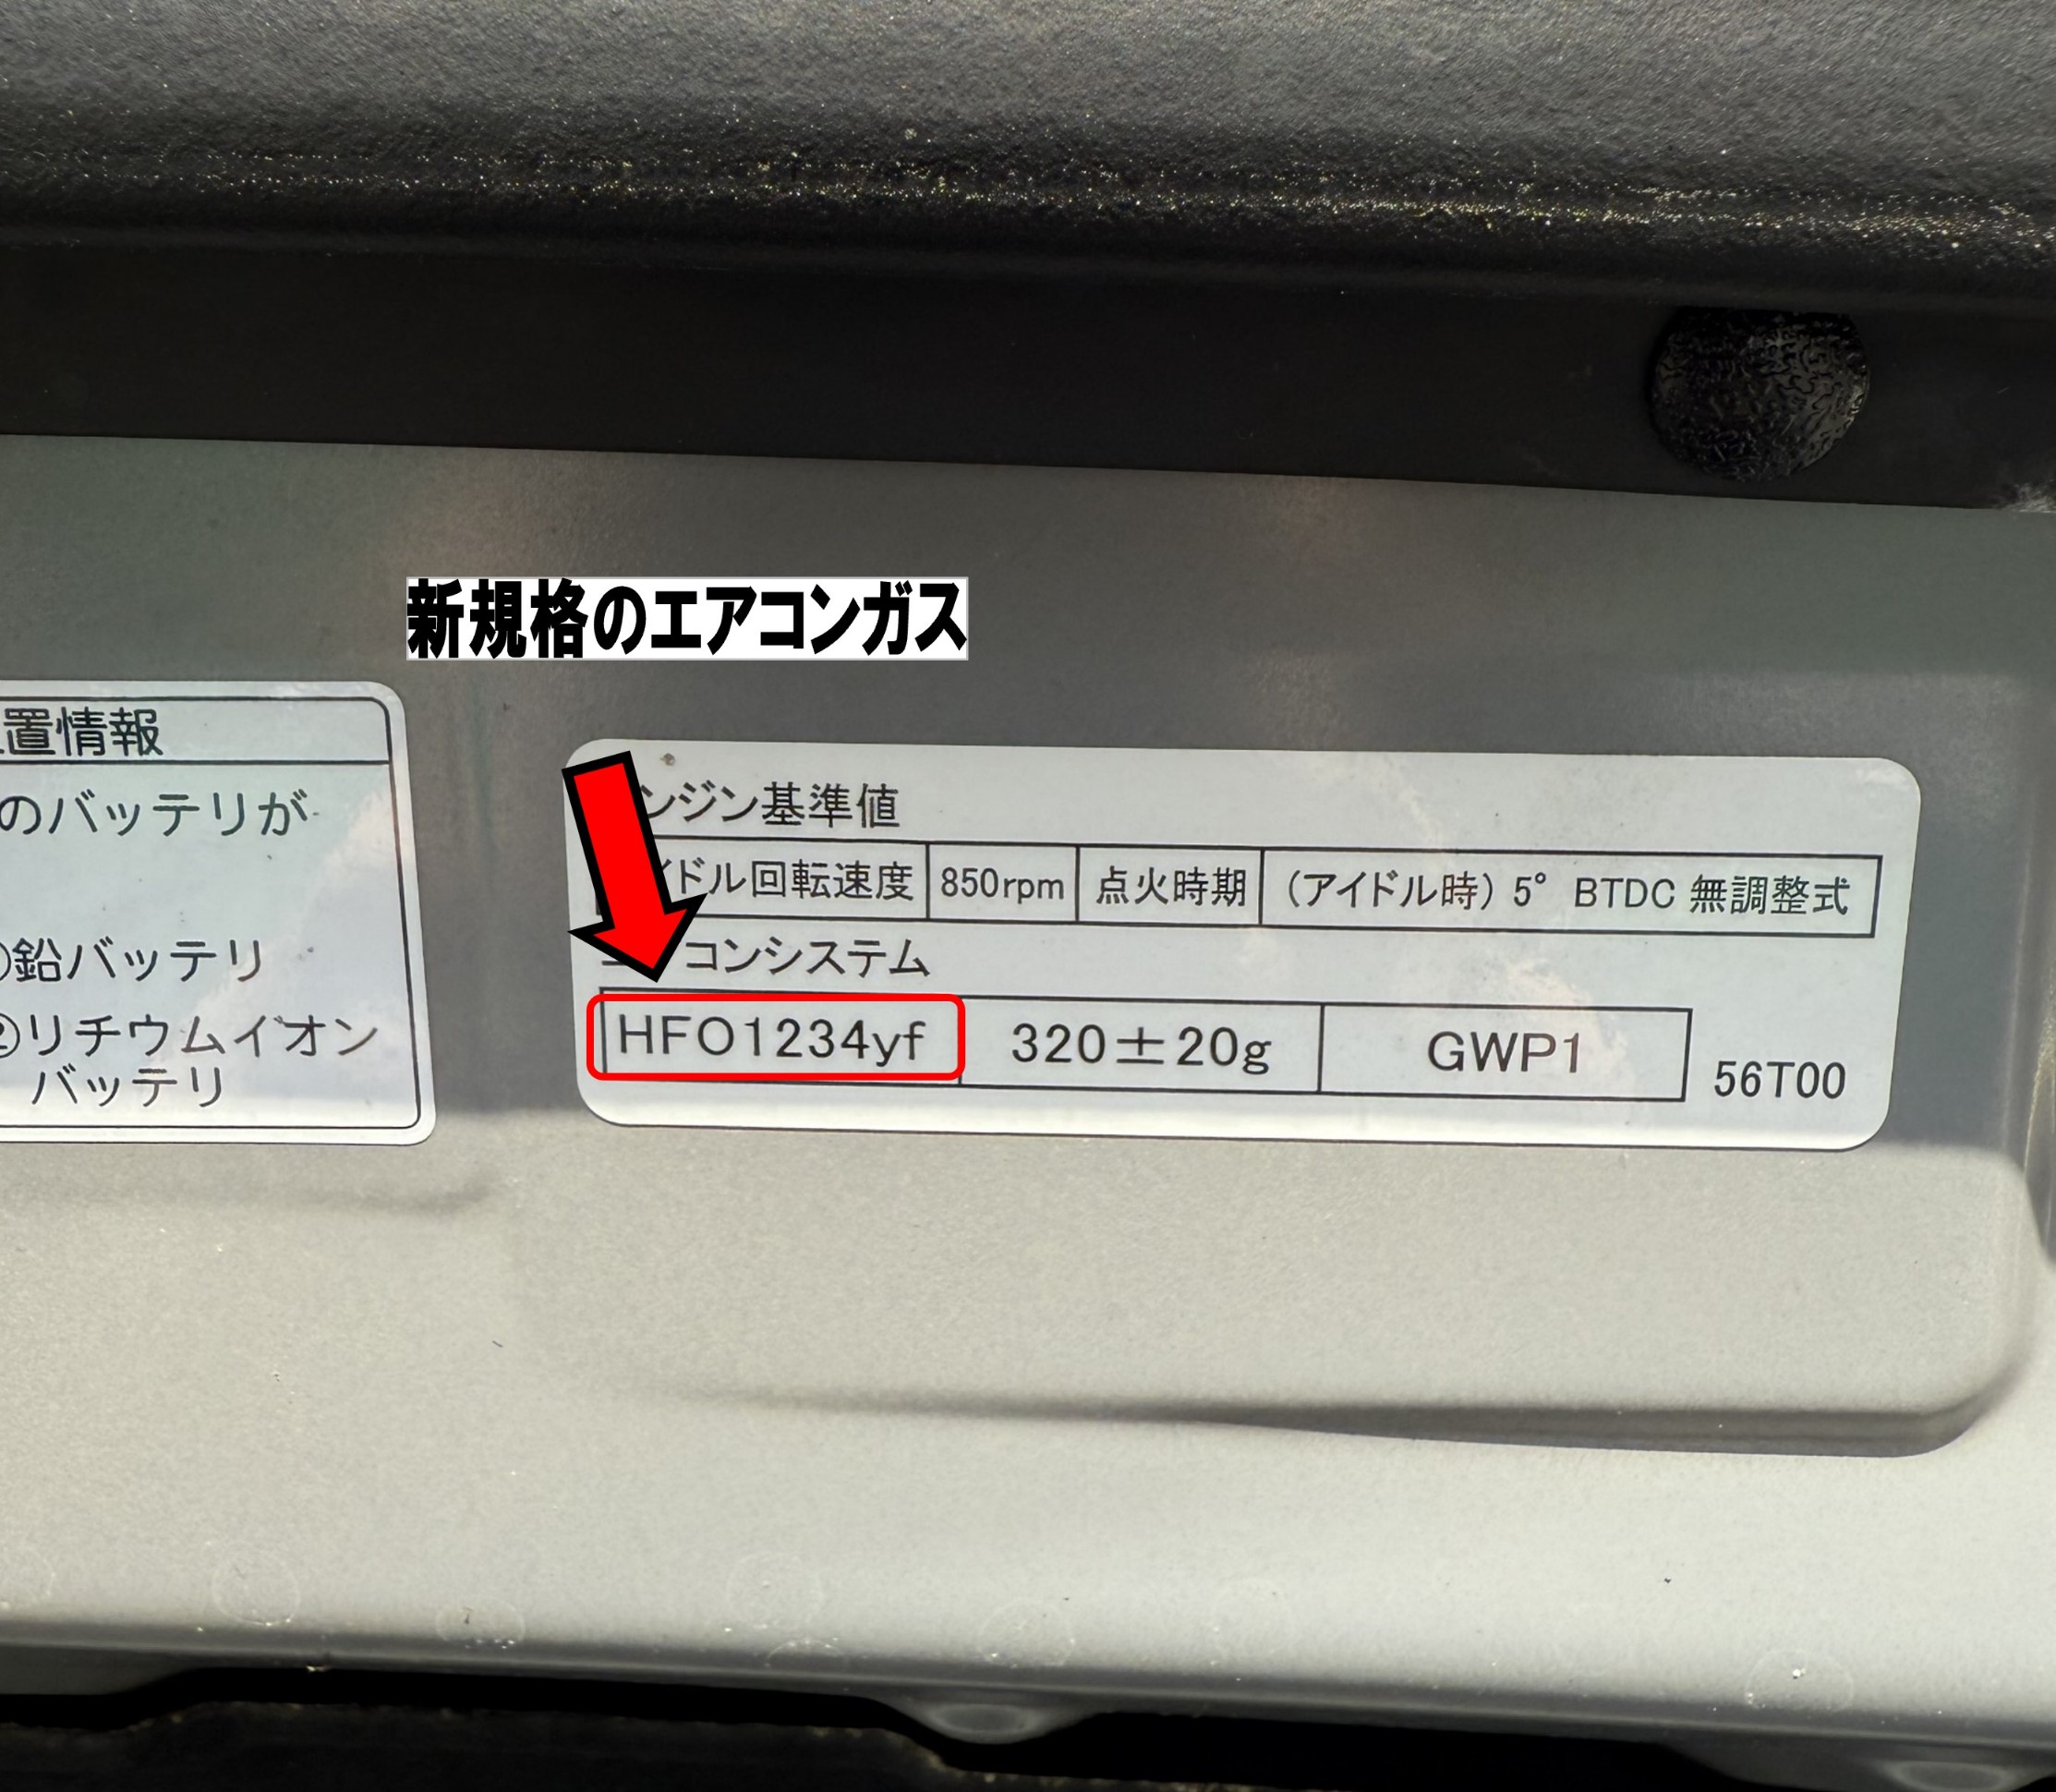 新規格のエアコンガス
置情報
のバッテリが
鉛バッテリ
②リチウムイオン
バッテリ
ンジン基準値
イドル回転速度 850rpm 点火時期 (アイドル時) 5° BTDC 無調整式
コンシステム
HFO1234yf 320±20g GWP1 56T00